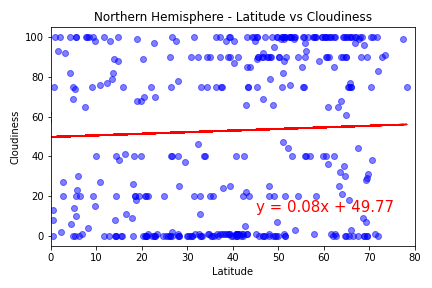 Northern Hemisphere - Latitude vs Cloudiness
100
80
60
40
20
0
Cloudiness
y = 0.08x + 49.77
0 10 20 30 40 50 60 70 80
Latitude